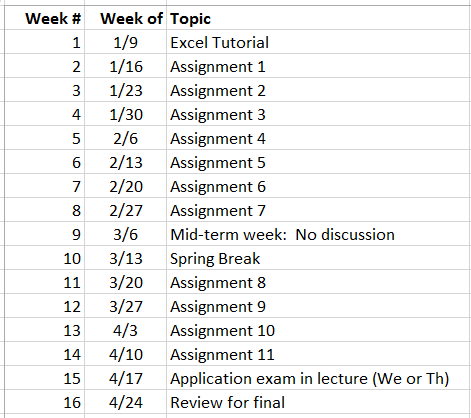 Week # Week of Topic
1 1/9 Excel Tutorial
2 1/16 Assignment 1
3 1/23 Assignment 2
4 1/30 Assignment 3
5 2/6 Assignment 4
6 2/13 Assignment 5
7 2/20 Assignment 6
8 2/27 Assignment 7
9 3/6 Mid-term week:  No discussion
10 3/13 Spring Break
11 3/20 Assignment 8
12 3/27 Assignment 9
13 4/3 Assignment 10
14 4/10 Assignment 11
15 4/17 Application exam in lecture (We or Th)
16 4/24 Review for final